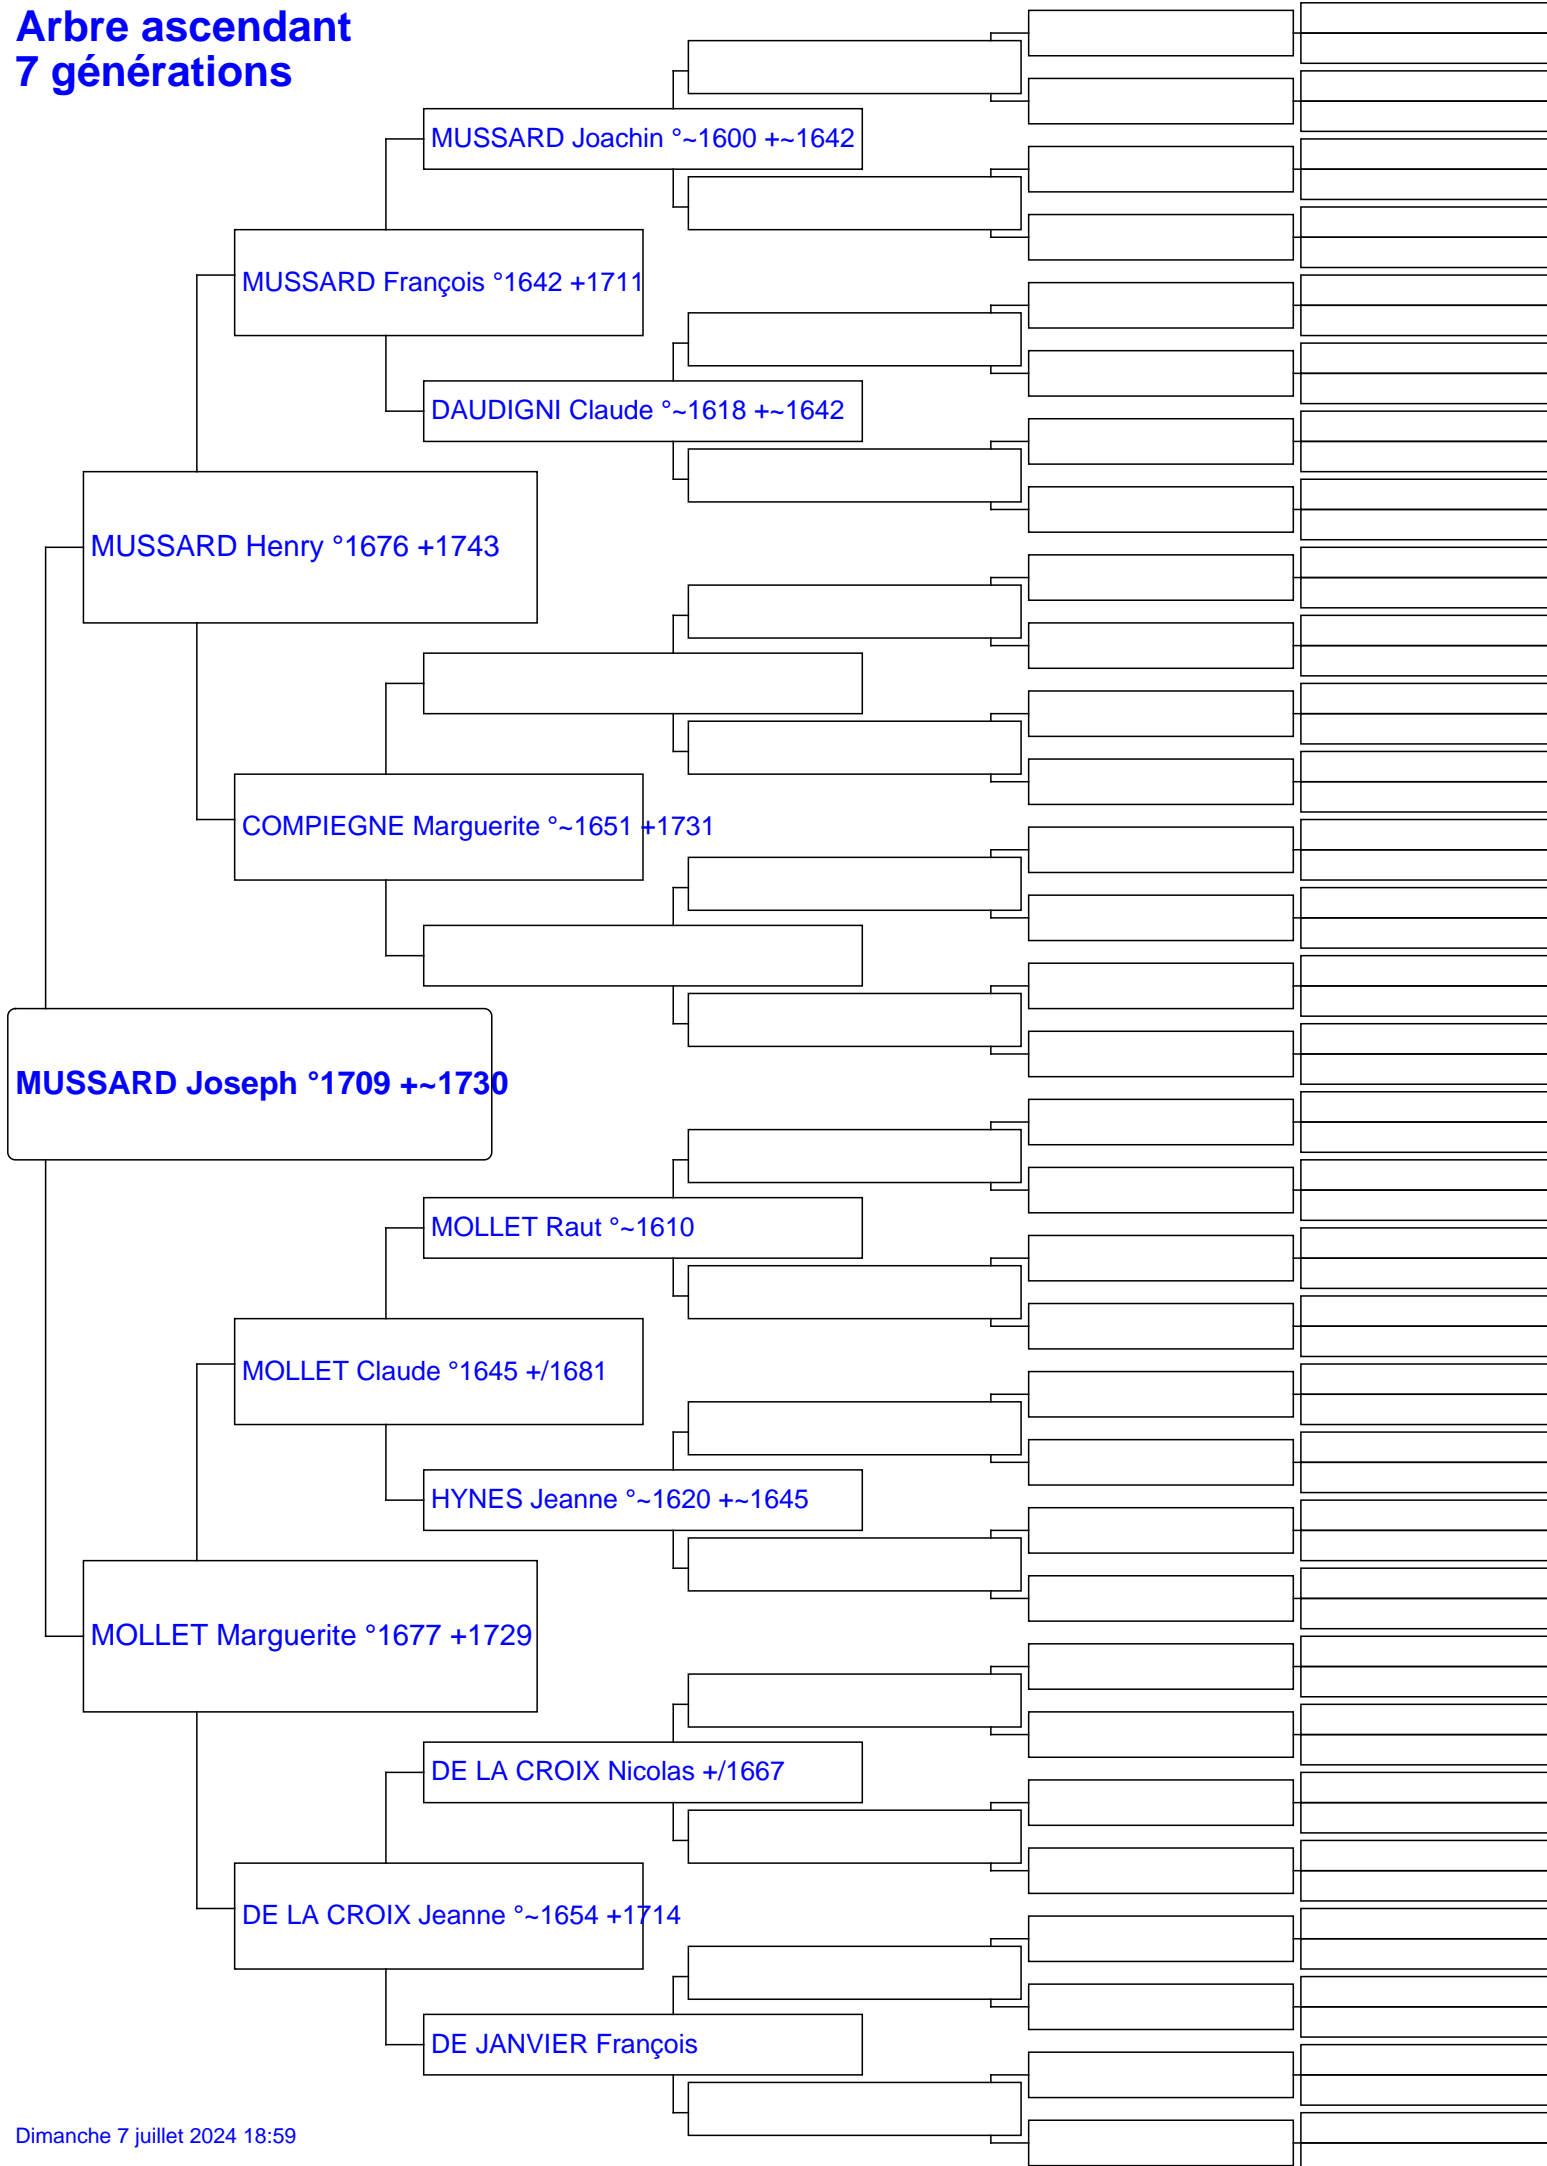 Arbre ascendant
7 générations
MUSSARD Joachin °~1600 +~1642
MUSSARD François °1642 +1711
DAUDIGNI Claude °~1618 +~1642
MUSSARD Henry °1676 +1743
COMPIEGNE Marguerite °~1651 +1731
MUSSARD Joseph °1709 +~1730
MOLLET Raut °~1610
MOLLET Claude °1645 +/1681
HYNES Jeanne °~1620 +~1645
MOLLET Marguerite °1677 +1729
DE LA CROIX Nicolas +/1667
DE LA CROIX Jeanne °~1654 +1714
DE JANVIER François
Dimanche 7 juillet 2024 18:59